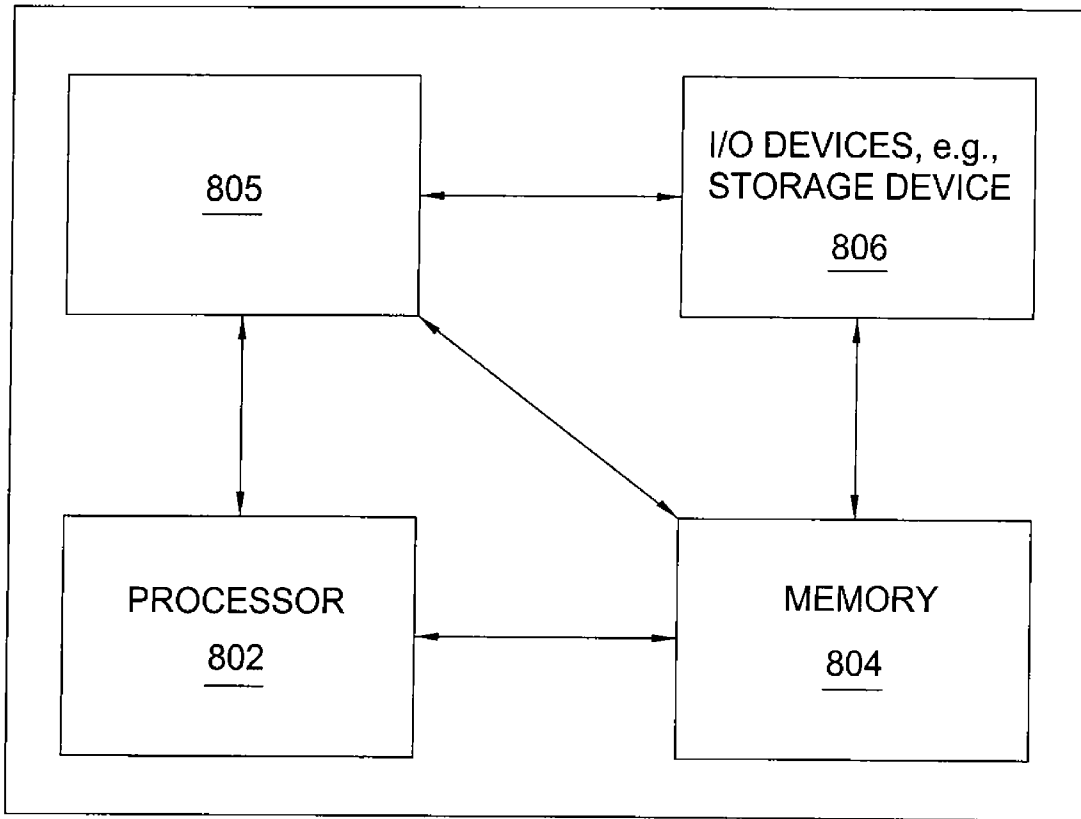 805
I/O DEVICES, e.g.,
STORAGE DEVICE
806
PROCESSOR
802
MEMORY
804